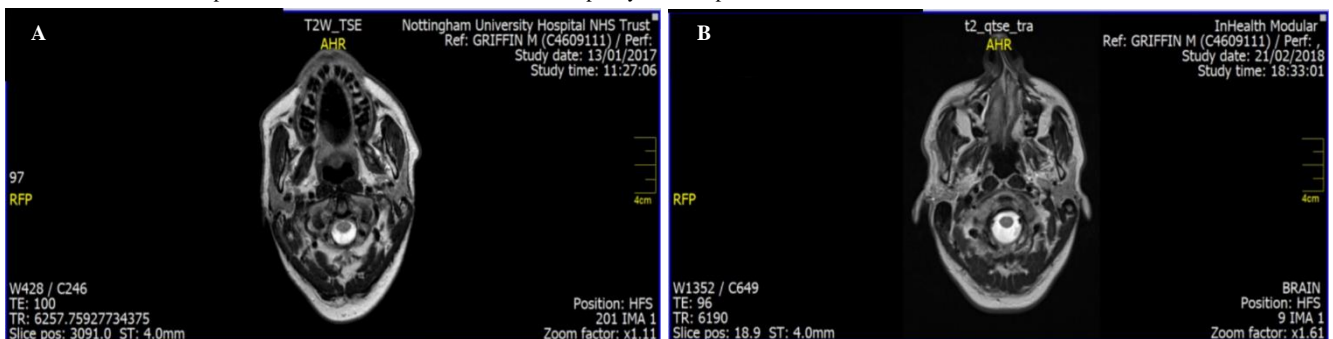 A
T2W_TSE
AHR
Nottingham University Hospital NHS Trust
Ref: GRIFFIN M (C4609111) / Perf:
Study date: 13/01/2017
Study time: 11:27:06
97
RFP
4cm
W428 / C246
TE: 100
TR: 6257.75927734375
Slice pos: 3091.0 ST: 4.0mm
Position: HFS
201 IMA 1
Zoom factor: x1.11
B
t2_qtse_tra
AHR
InHealth Modular
Ref: GRIFFIN M (C4609111) / Perf: ,
Study date: 21/02/2018
Study time: 18:33:01
RFP
4cm
W1352 / C649
TE: 96
TR: 6190
Slice pos: 18.9 ST: 4.0mm
BRAIN
Position: HFS
9 IMA 1
Zoom factor: x1.61